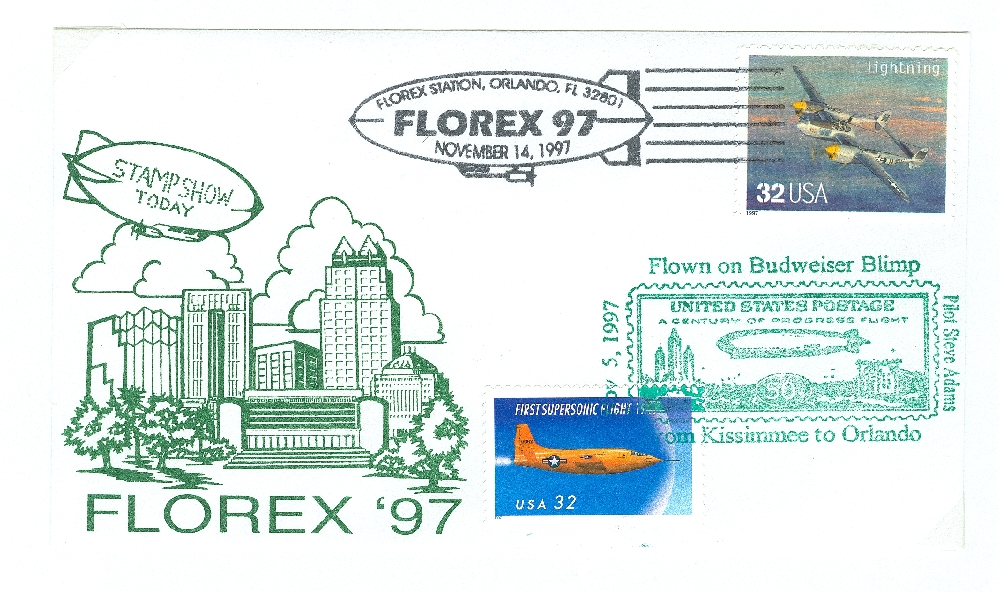 FLOREX STATION, ORLANDO, FL 32801
FLOREX 97
NOVEMBER 14, 1997
lightning
32 USA
1997
STAMP SHOW
TODAY
FLOREX '97
Flown on Budweiser Blimp
5, 1997
UNITED STATES POSTAGE
A CENTURY OF PROGRESS FLIGHT
Pilot Steve Adams
Kissimmee to Orlando
FIRST SUPERSONIC FLIGHT
USA 32